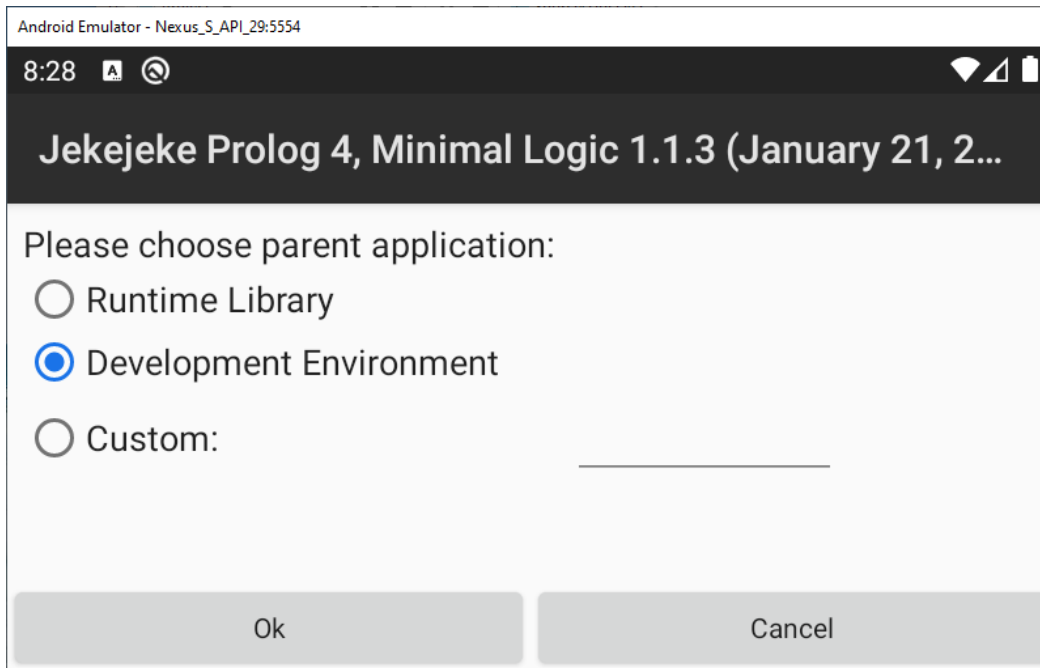 Android Emulator - Nexus_S_API_29:5554
8:28 A
Jekejeke Prolog 4, Minimal Logic 1.1.3 (January 21, 2...
Please choose parent application:
Runtime Library
Development Environment
Custom:
Ok Cancel